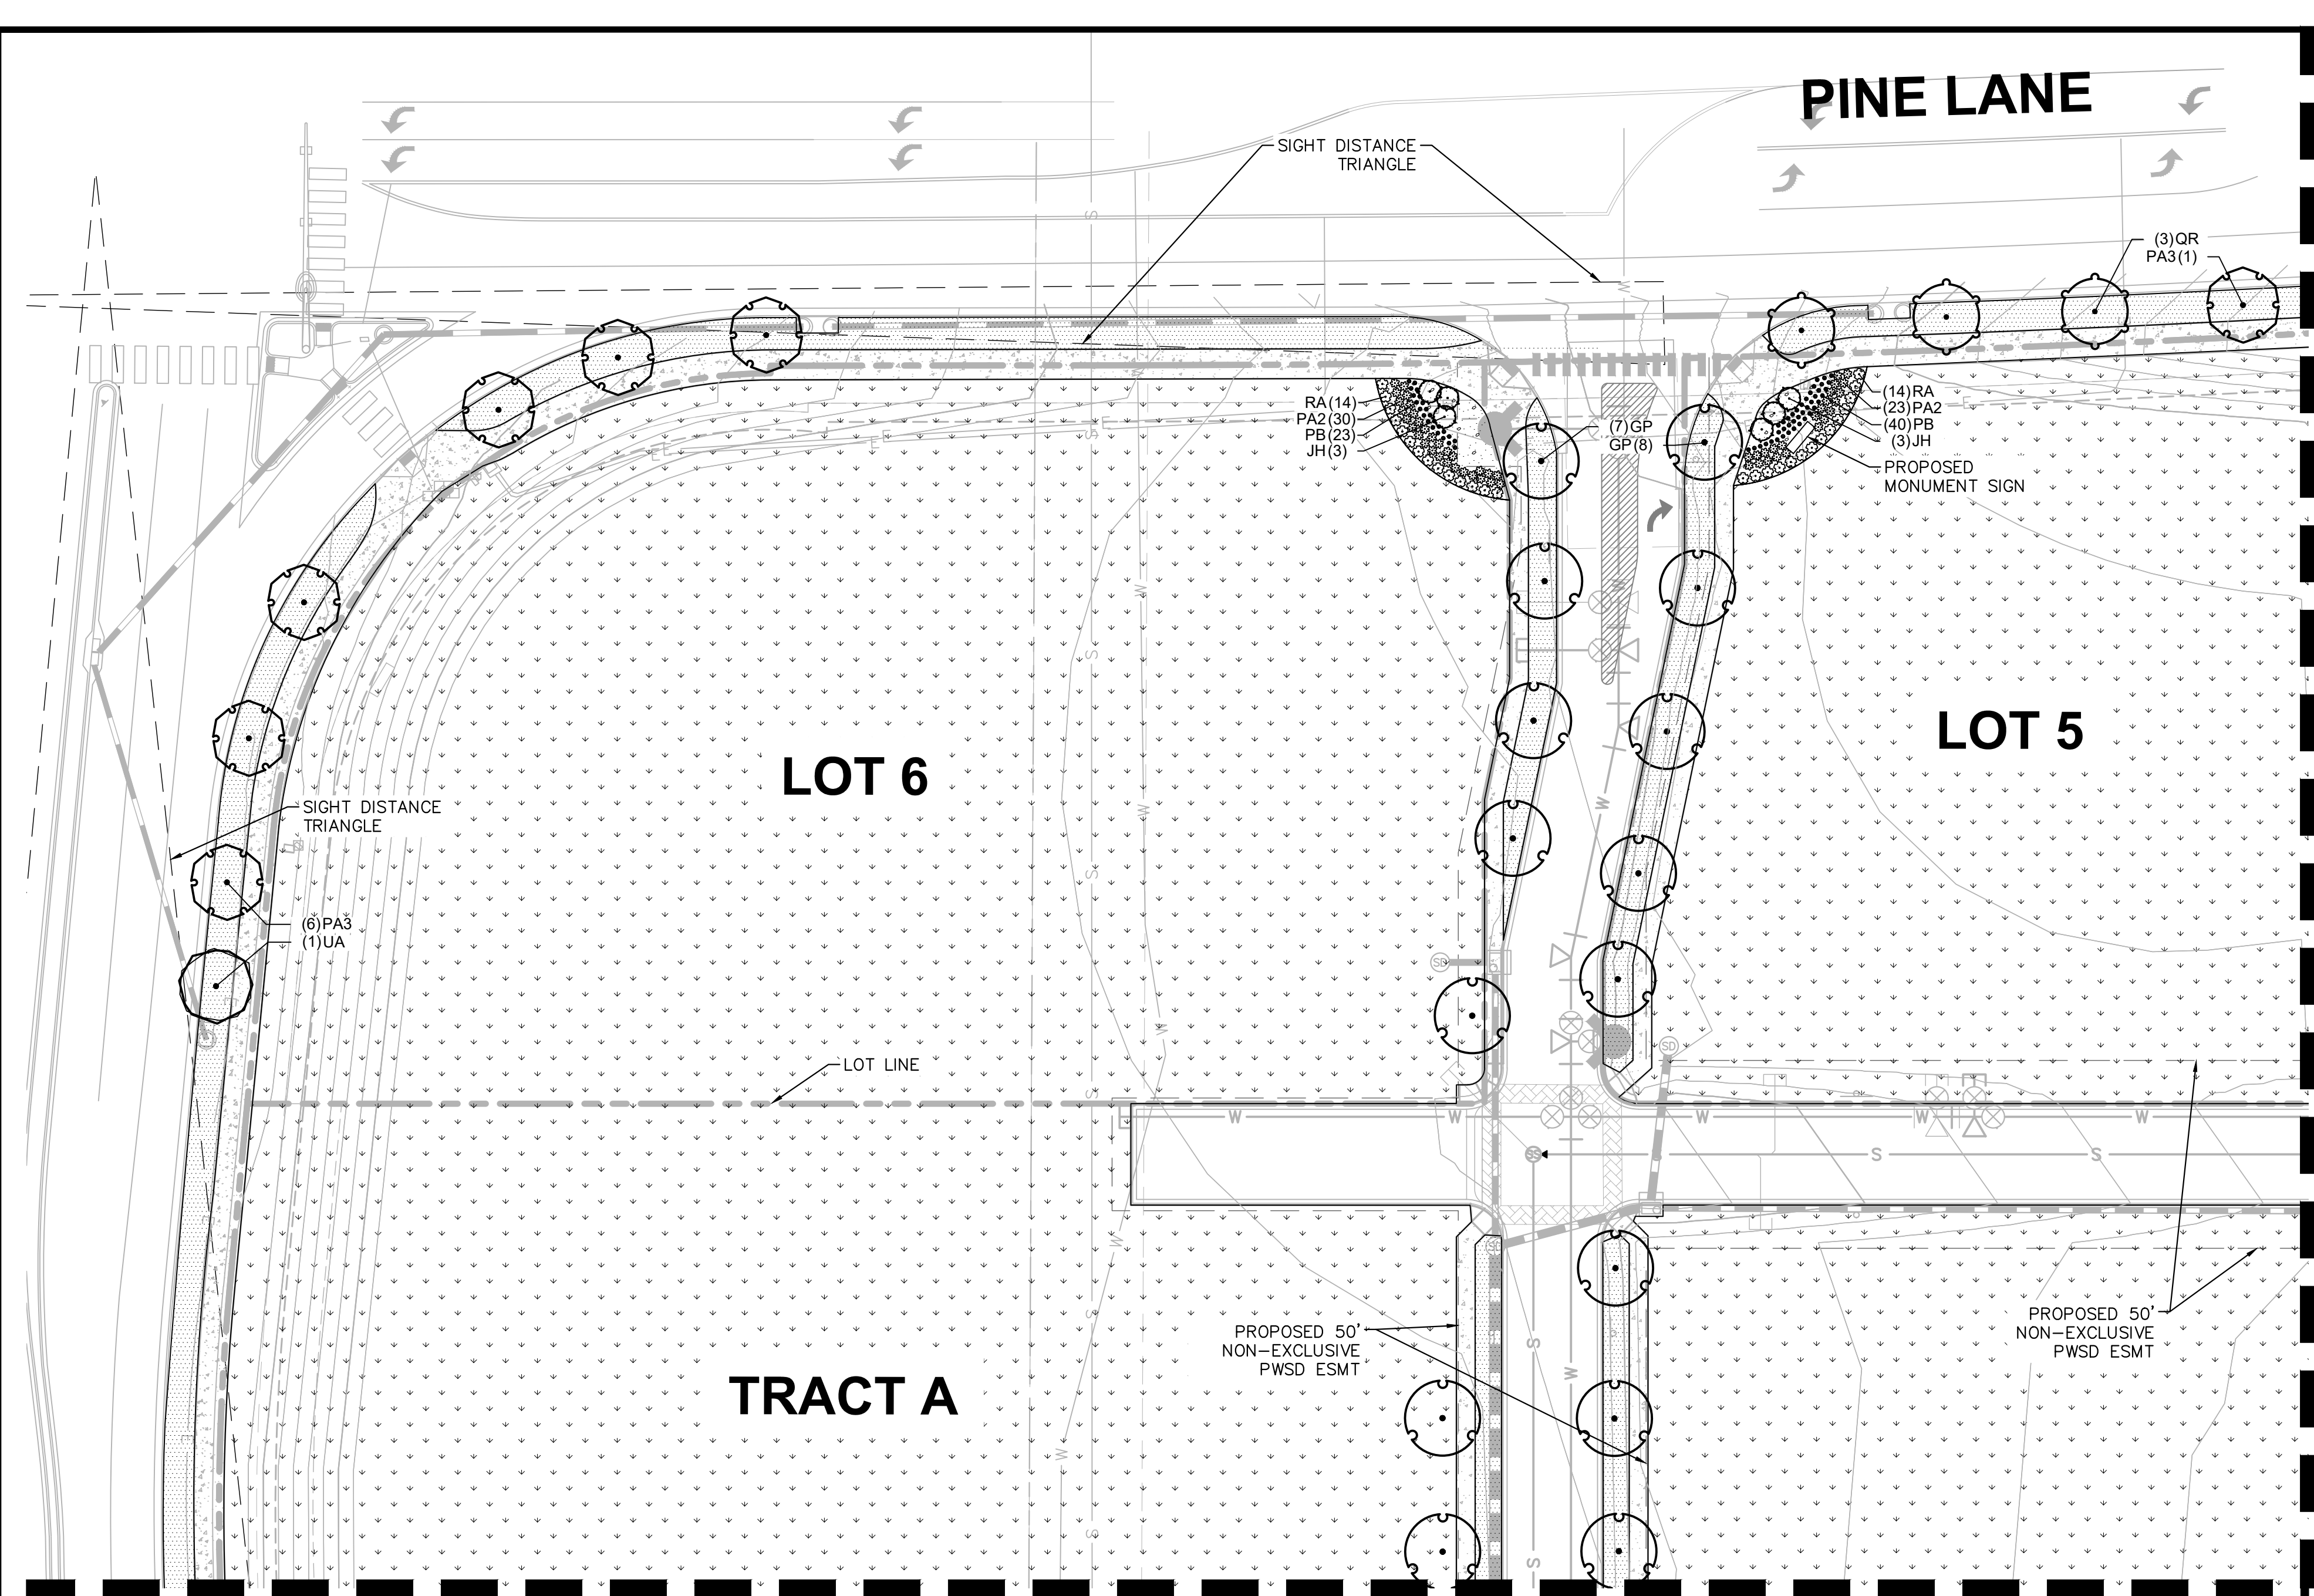 PINE LANE
SIGHT DISTANCE
TRIANGLE
(3)QR
PA3(1)
RA(14)
PA2(30)
PB(23)
JH(3)
(7)GP
GP(8)
(14)RA
(23)PA2
(40)PB
(3)JH
PROPOSED
MONUMENT SIGN
LOT 5
LOT 6
SIGHT DISTANCE
TRIANGLE
(6)PA3
(1)UA
LOT LINE
PROPOSED 50'
NON-EXCLUSIVE
PWSD ESMT
PROPOSED 50'
NON-EXCLUSIVE
PWSD ESMT
TRACT A
S
S
S
S
S
S
S
S
W
W
W
W
W
W
W
W
W
W
W
W
W
S
S
S
S
S
SD
SD
E
E
E